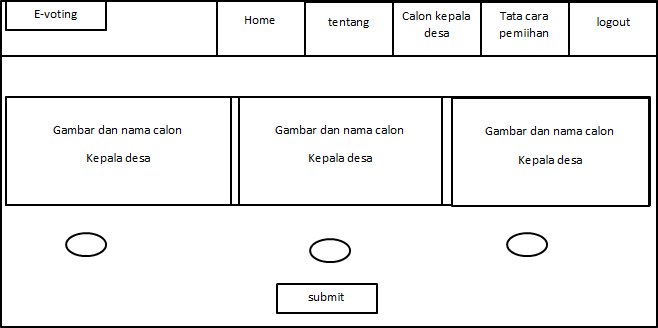 E-voting
Home
tentang
Calon kepala
desa
Tata cara
pemiihan
logout
Gambar dan nama calon
Kepala desa
Gambar dan nama calon
Kepala desa
Gambar dan nama calon
Kepala desa
submit